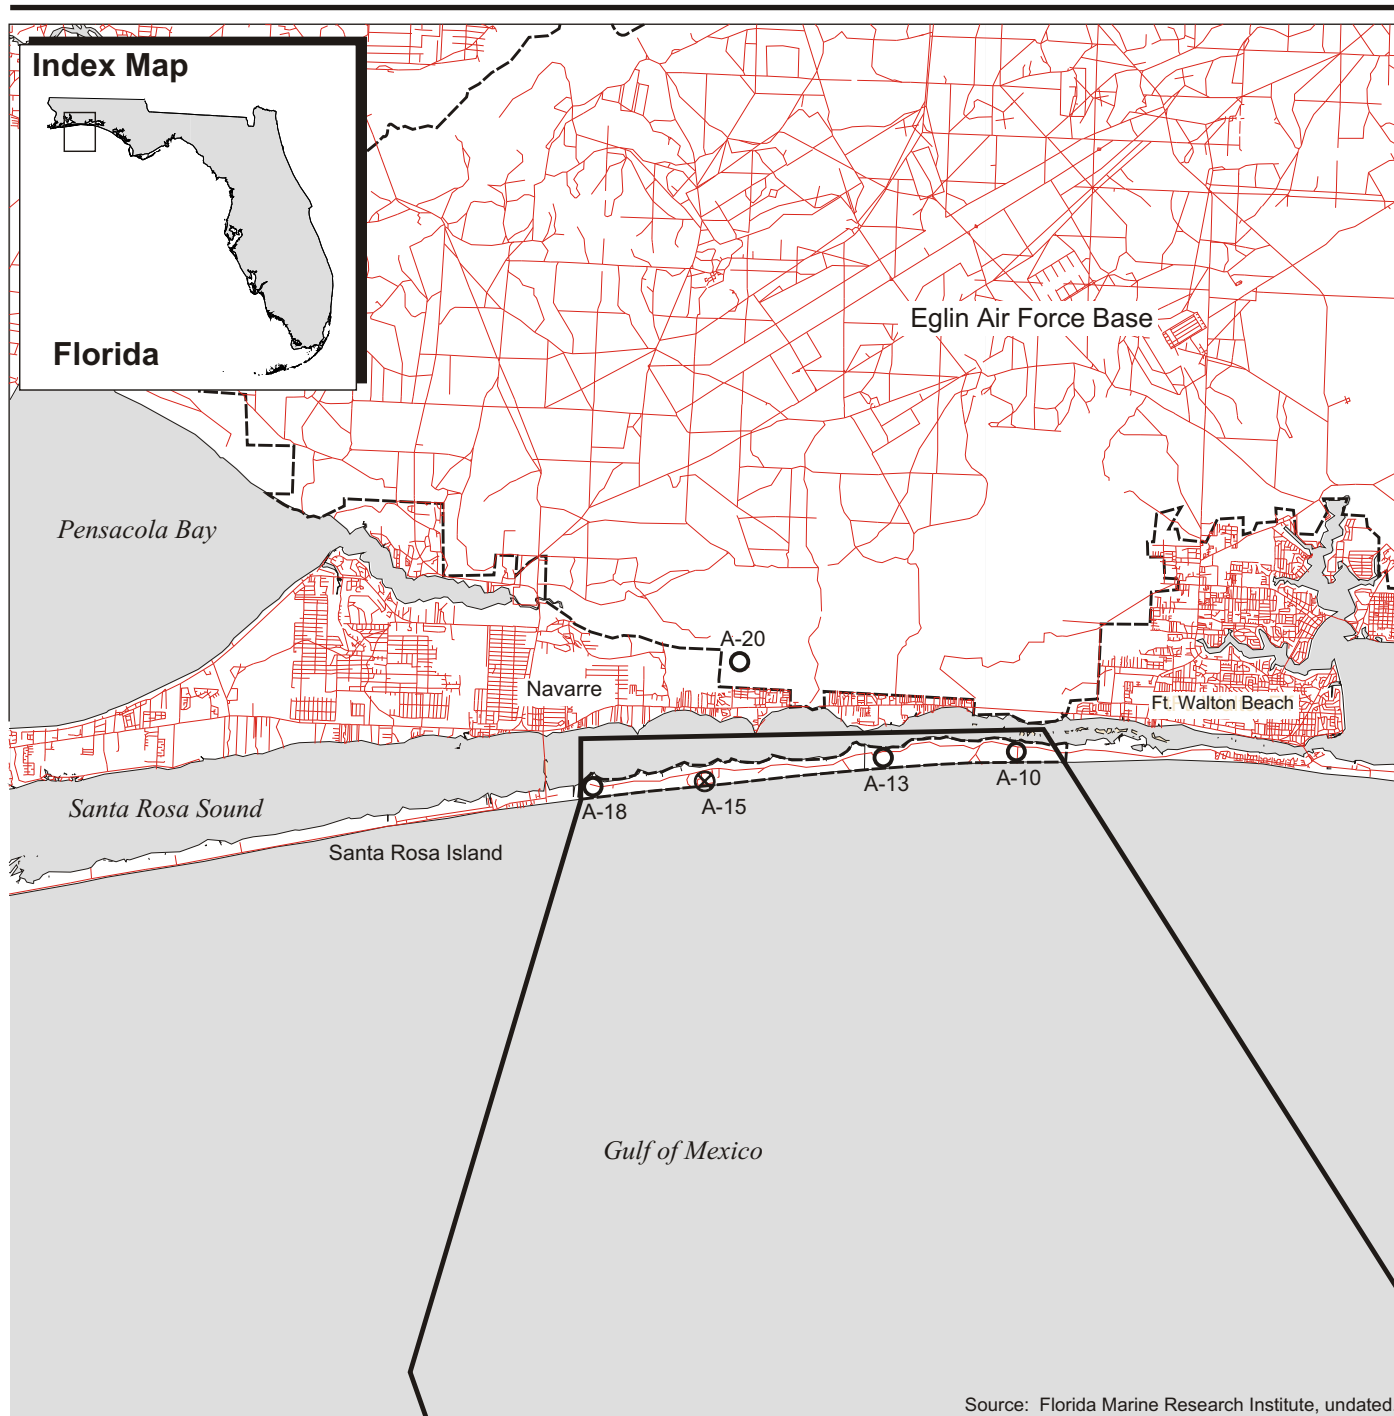 Index Map
Florida
Eglin Air Force Base
Pensacola Bay
A-20
Navarre
Ft. Walton Beach
A-18
A-15
A-13
A-10
Santa Rosa Sound
Santa Rosa Island
Gulf of Mexico
Source: Florida Marine Research Institute, undated